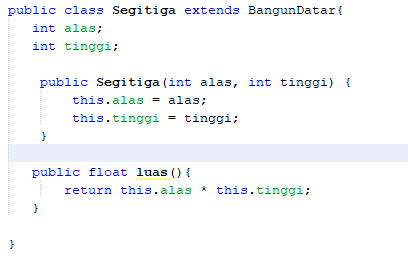 public class Segitiga extends BangunDatar{
int alas;
int tinggi;
public Segitiga(int alas, int tinggi) {
this.alas = alas;
this.tinggi = tinggi;
}
public float luas(){
return this.alas * this.tinggi;
}
}